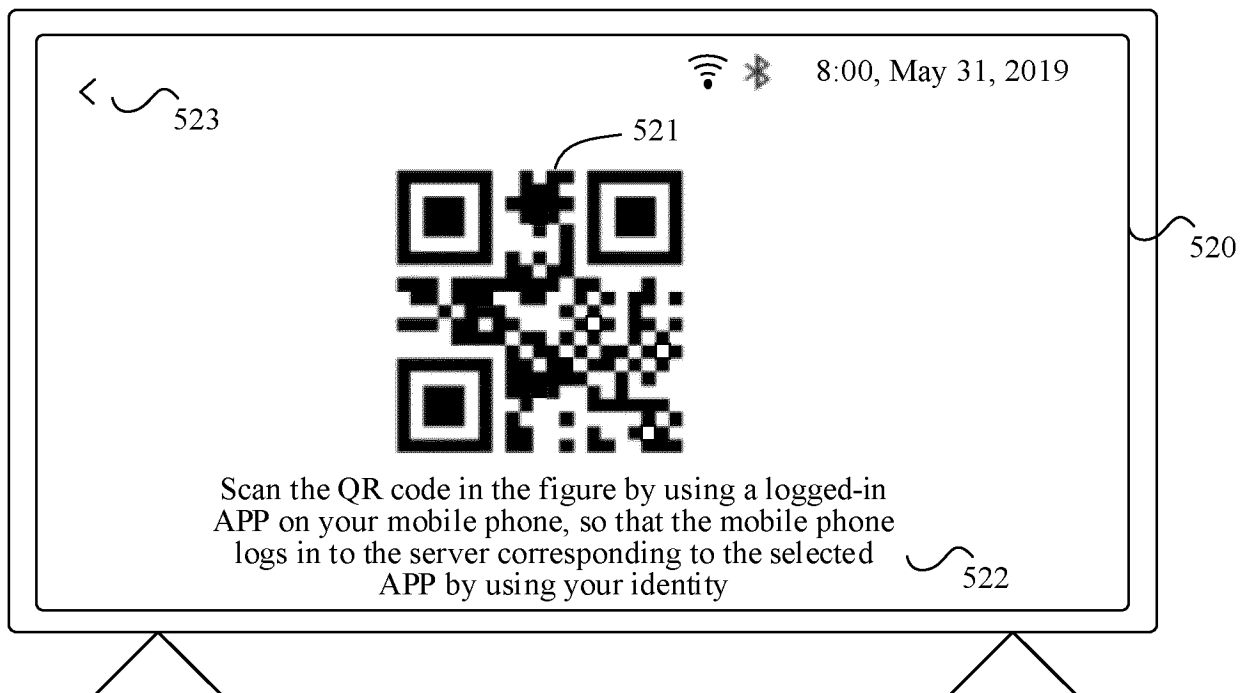 8:00, May 31, 2019
<
523
521
520
Scan the QR code in the figure by using a logged-in
APP on your mobile phone, so that the mobile phone
logs in to the server corresponding to the selected
APP by using your identity
522